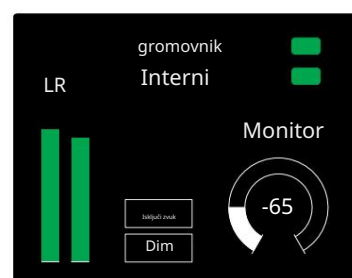 gromovnik
Interni
LR
Monitor
-65
Isključi zvuk
Dim